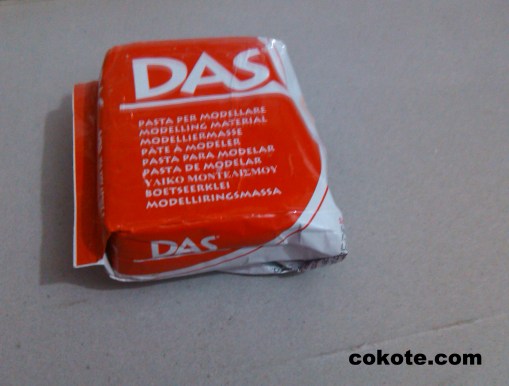 DAS
PASTA PER MODELLARE
MODELLING MATERIAL
MODELLIERMASSE
PÂTE À MODELER
PASTA PARA MODELAR
PASTA DE MODELAR
ΥΛΙΚΟ ΜΟΝΤΕΛΙΣΜΟΥ
BOETSEERKLEI
MODELLIRINGSMASSA
DAS
cokote.com